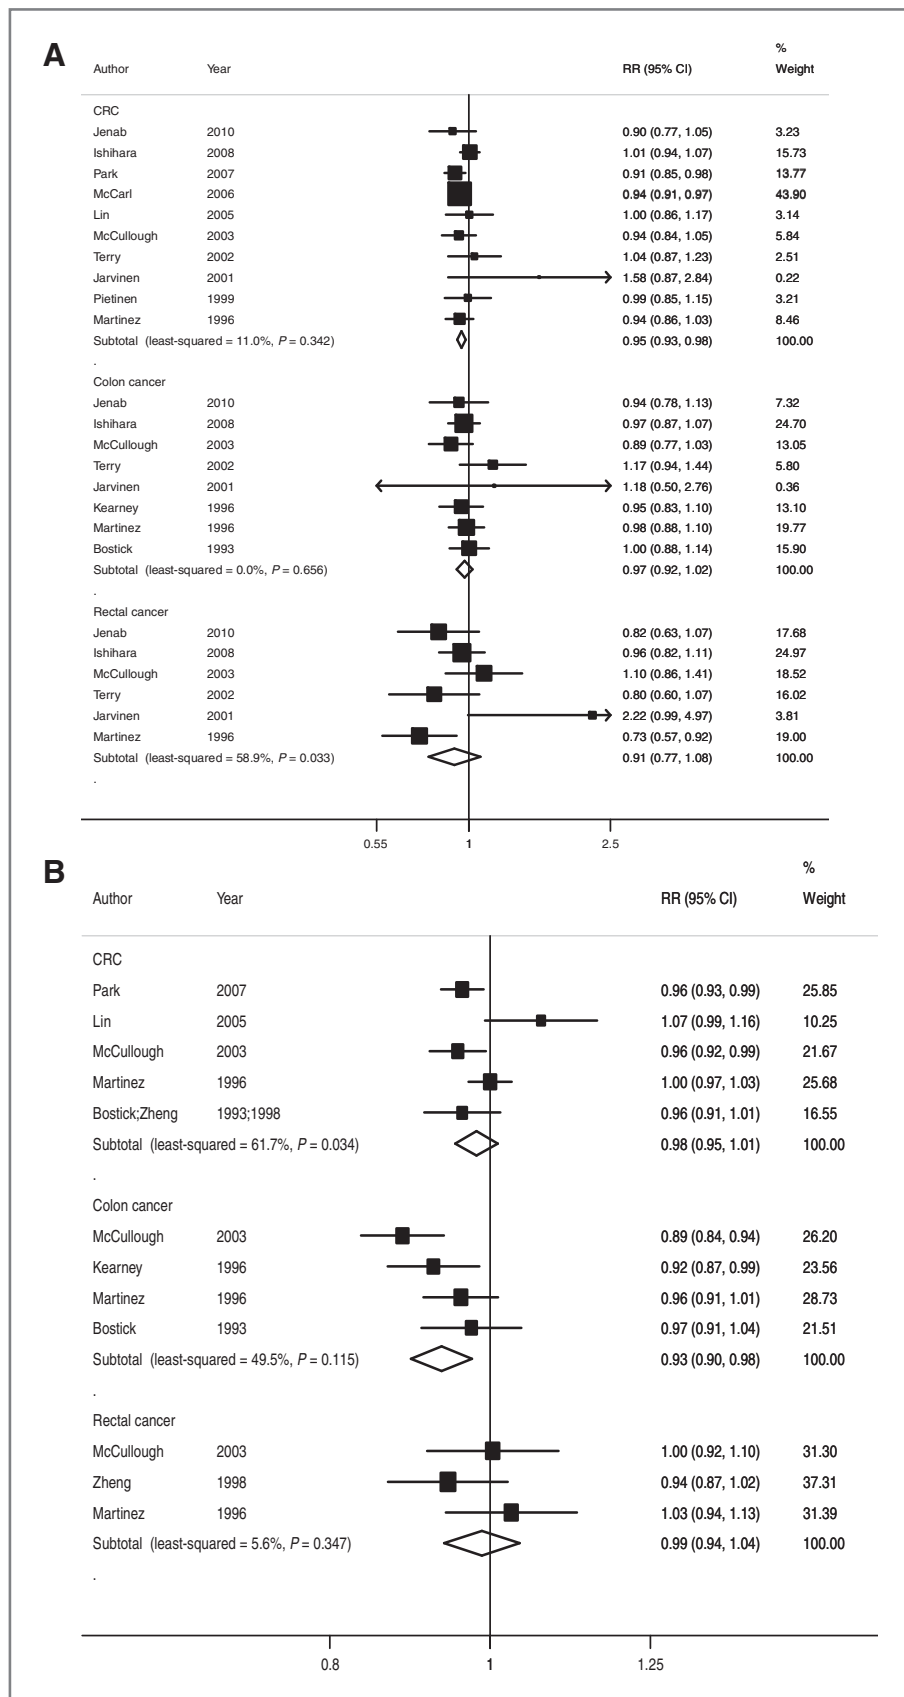 A
%
Author Year RR (95% CI) Weight
CRC
Jenab 2010 0.90 (0.77, 1.05) 3.23
Ishihara 2008 1.01 (0.94, 1.07) 15.73
Park 2007 0.91 (0.85, 0.98) 13.77
McCarl 2006 0.94 (0.91, 0.97) 43.90
Lin 2005 1.00 (0.86, 1.17) 3.14
McCullough 2003 0.94 (0.84, 1.05) 5.84
Terry 2002 1.04 (0.87, 1.23) 2.51
Jarvinen 2001 1.58 (0.87, 2.84) 0.22
Pietinen 1999 0.99 (0.85, 1.15) 3.21
Martinez 1996 0.94 (0.86, 1.03) 8.46
Subtotal (least-squared = 11.0%, P = 0.342) 0.95 (0.93, 0.98) 100.00
.
Colon cancer
Jenab 2010 0.94 (0.78, 1.13) 7.32
Ishihara 2008 0.97 (0.87, 1.07) 24.70
McCullough 2003 0.89 (0.77, 1.03) 13.05
Terry 2002 1.17 (0.94, 1.44) 5.80
Jarvinen 2001 1.18 (0.50, 2.76) 0.36
Kearney 1996 0.95 (0.83, 1.10) 13.10
Martinez 1996 0.98 (0.88, 1.10) 19.77
Bostick 1993 1.00 (0.88, 1.14) 15.90
Subtotal (least-squared = 0.0%, P = 0.656) 0.97 (0.92, 1.02) 100.00
.
Rectal cancer
Jenab 2010 0.82 (0.63, 1.07) 17.68
Ishihara 2008 0.96 (0.82, 1.11) 24.97
McCullough 2003 1.10 (0.86, 1.41) 18.52
Terry 2002 0.80 (0.60, 1.07) 16.02
Jarvinen 2001 2.22 (0.99, 4.97) 3.81
Martinez 1996 0.73 (0.57, 0.92) 19.00
Subtotal (least-squared = 58.9%, P = 0.033) 0.91 (0.77, 1.08) 100.00
.
0.55 1 2.5
B
%
Author Year RR (95% CI) Weight
CRC
Park 2007 0.96 (0.93, 0.99) 25.85
Lin 2005 1.07 (0.99, 1.16) 10.25
McCullough 2003 0.96 (0.92, 0.99) 21.67
Martinez 1996 1.00 (0.97, 1.03) 25.68
Bostick;Zheng 1993;1998 0.96 (0.91, 1.01) 16.55
Subtotal (least-squared = 61.7%, P = 0.034) 0.98 (0.95, 1.01) 100.00
.
Colon cancer
McCullough 2003 0.89 (0.84, 0.94) 26.20
Kearney 1996 0.92 (0.87, 0.99) 23.56
Martinez 1996 0.96 (0.91, 1.01) 28.73
Bostick 1993 0.97 (0.91, 1.04) 21.51
Subtotal (least-squared = 49.5%, P = 0.115) 0.93 (0.90, 0.98) 100.00
.
Rectal cancer
McCullough 2003 1.00 (0.92, 1.10) 31.30
Zheng 1998 0.94 (0.87, 1.02) 37.31
Martinez 1996 1.03 (0.94, 1.13) 31.39
Subtotal (least-squared = 5.6%, P = 0.347) 0.99 (0.94, 1.04) 100.00
.
0.8 1 1.25